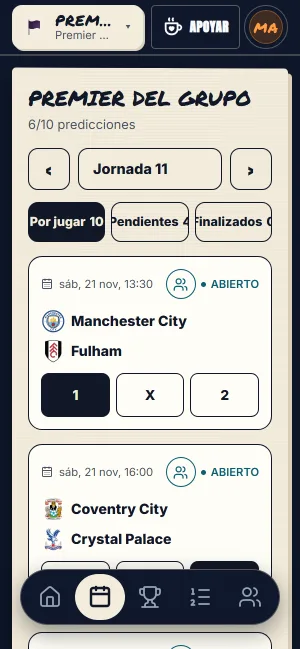 PREM...
Premier ...
APOYAR
MA
PREMIER DEL GRUPO
6/10 predicciones
‹ Jornada 11 ›
Por jugar 10 Pendientes 4 Finalizados 0
sáb, 21 nov, 13:30 • ABIERTO
Manchester City
Fulham
1 X 2
sáb, 21 nov, 16:00 • ABIERTO
Coventry City
Crystal Palace